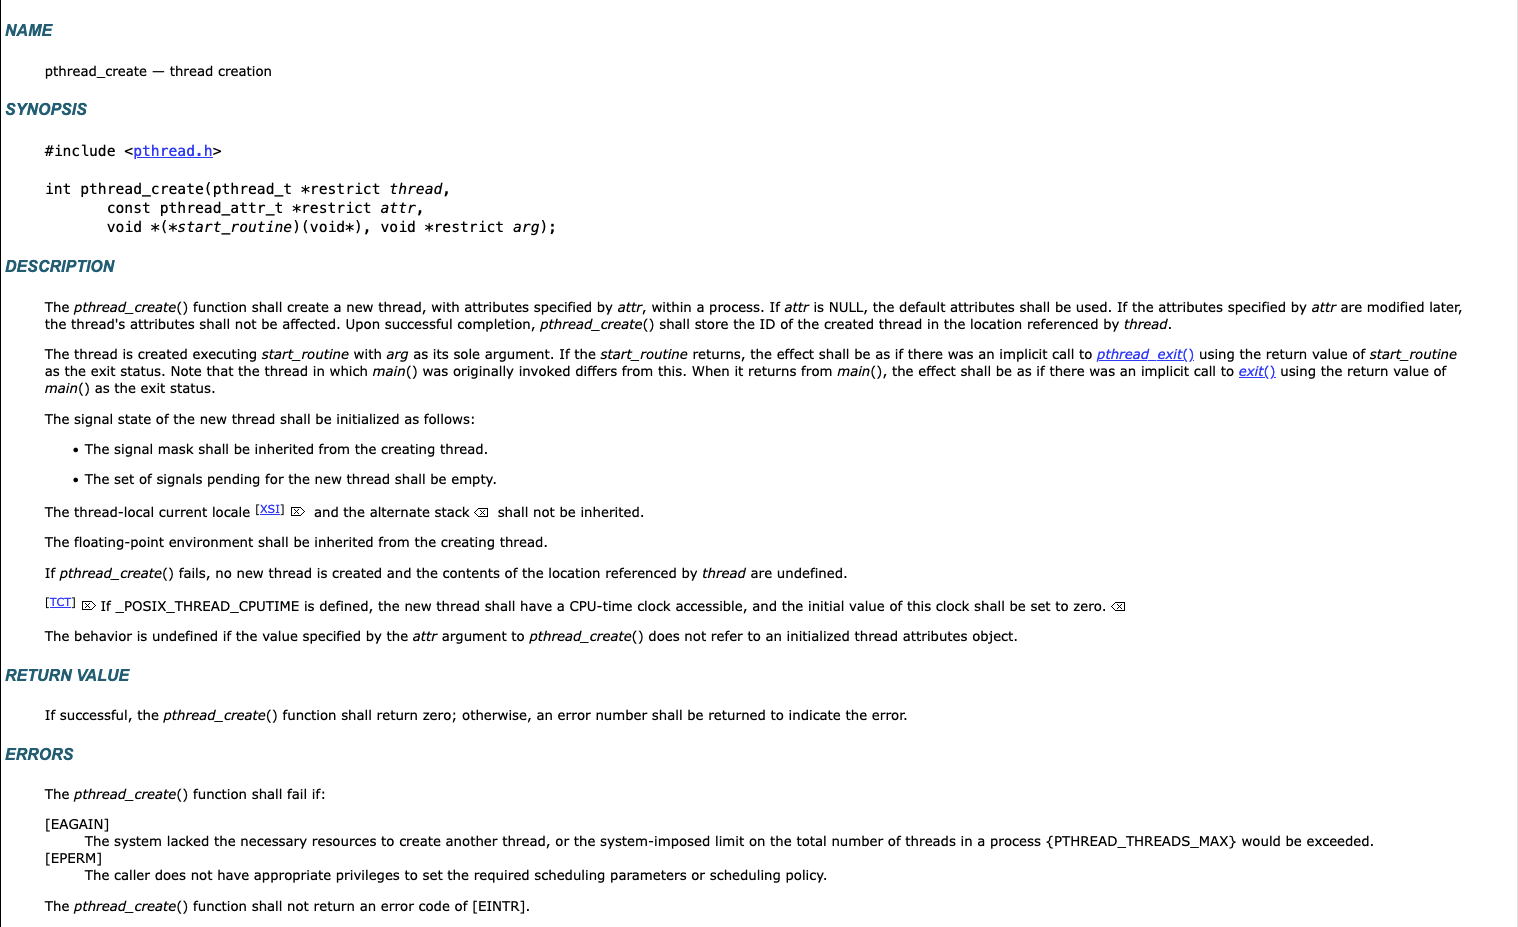 NAME
pthread_create — thread creation
SYNOPSIS
#include <pthread.h>
int pthread_create(pthread_t *restrict thread,
const pthread_attr_t *restrict attr,
void *(*start_routine)(void*), void *restrict arg);
DESCRIPTION
The pthread_create() function shall create a new thread, with attributes specified by attr, within a process. If attr is NULL, the default attributes shall be used. If the attributes specified by attr are modified later,
the thread's attributes shall not be affected. Upon successful completion, pthread_create() shall store the ID of the created thread in the location referenced by thread.
The thread is created executing start_routine with arg as its sole argument. If the start_routine returns, the effect shall be as if there was an implicit call to pthread_exit() using the return value of start_routine
as the exit status. Note that the thread in which main() was originally invoked differs from this. When it returns from main(), the effect shall be as if there was an implicit call to exit() using the return value of
main() as the exit status.
The signal state of the new thread shall be initialized as follows:
• The signal mask shall be inherited from the creating thread.
• The set of signals pending for the new thread shall be empty.
The thread-local current locale [XSI] ⌦ and the alternate stack ⌫ shall not be inherited.
The floating-point environment shall be inherited from the creating thread.
If pthread_create() fails, no new thread is created and the contents of the location referenced by thread are undefined.
[TCT] ⌦ If _POSIX_THREAD_CPUTIME is defined, the new thread shall have a CPU-time clock accessible, and the initial value of this clock shall be set to zero. ⌫
The behavior is undefined if the value specified by the attr argument to pthread_create() does not refer to an initialized thread attributes object.
RETURN VALUE
If successful, the pthread_create() function shall return zero; otherwise, an error number shall be returned to indicate the error.
ERRORS
The pthread_create() function shall fail if:
[EAGAIN]
The system lacked the necessary resources to create another thread, or the system-imposed limit on the total number of threads in a process {PTHREAD_THREADS_MAX} would be exceeded.
[EPERM]
The caller does not have appropriate privileges to set the required scheduling parameters or scheduling policy.
The pthread_create() function shall not return an error code of [EINTR].